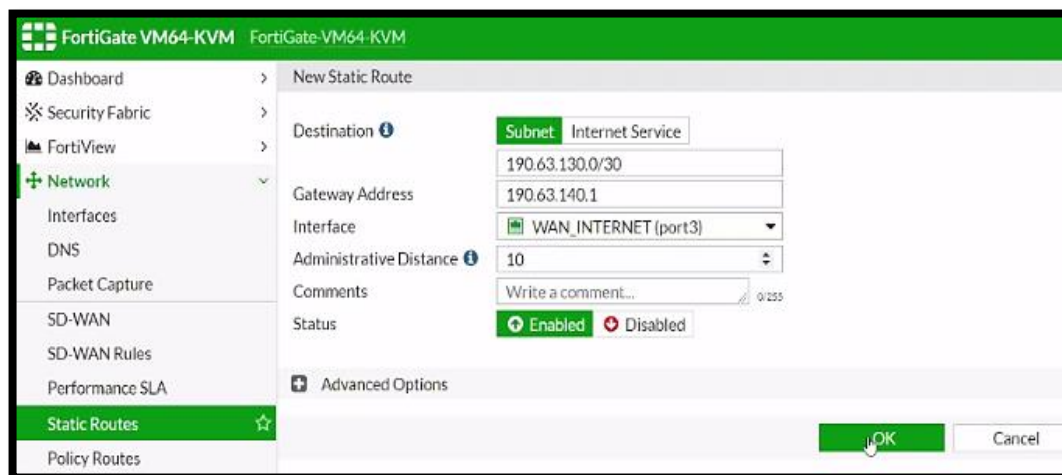 FortiGate VM64-KVM FortiGate-VM64-KVM
Dashboard
Security Fabric
FortiView
Network
Interfaces
DNS
Packet Capture
SD-WAN
SD-WAN Rules
Performance SLA
Static Routes
Policy Routes
New Static Route
Destination Subnet Internet Service
190.63.130.0/30
Gateway Address 190.63.140.1
Interface WAN_INTERNET (port3)
Administrative Distance 10
Comments Write a comment... 0/255
Status Enabled Disabled
Advanced Options
OK Cancel